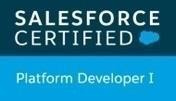 SALESFORCE
CERTIFIED
Platform Developer I